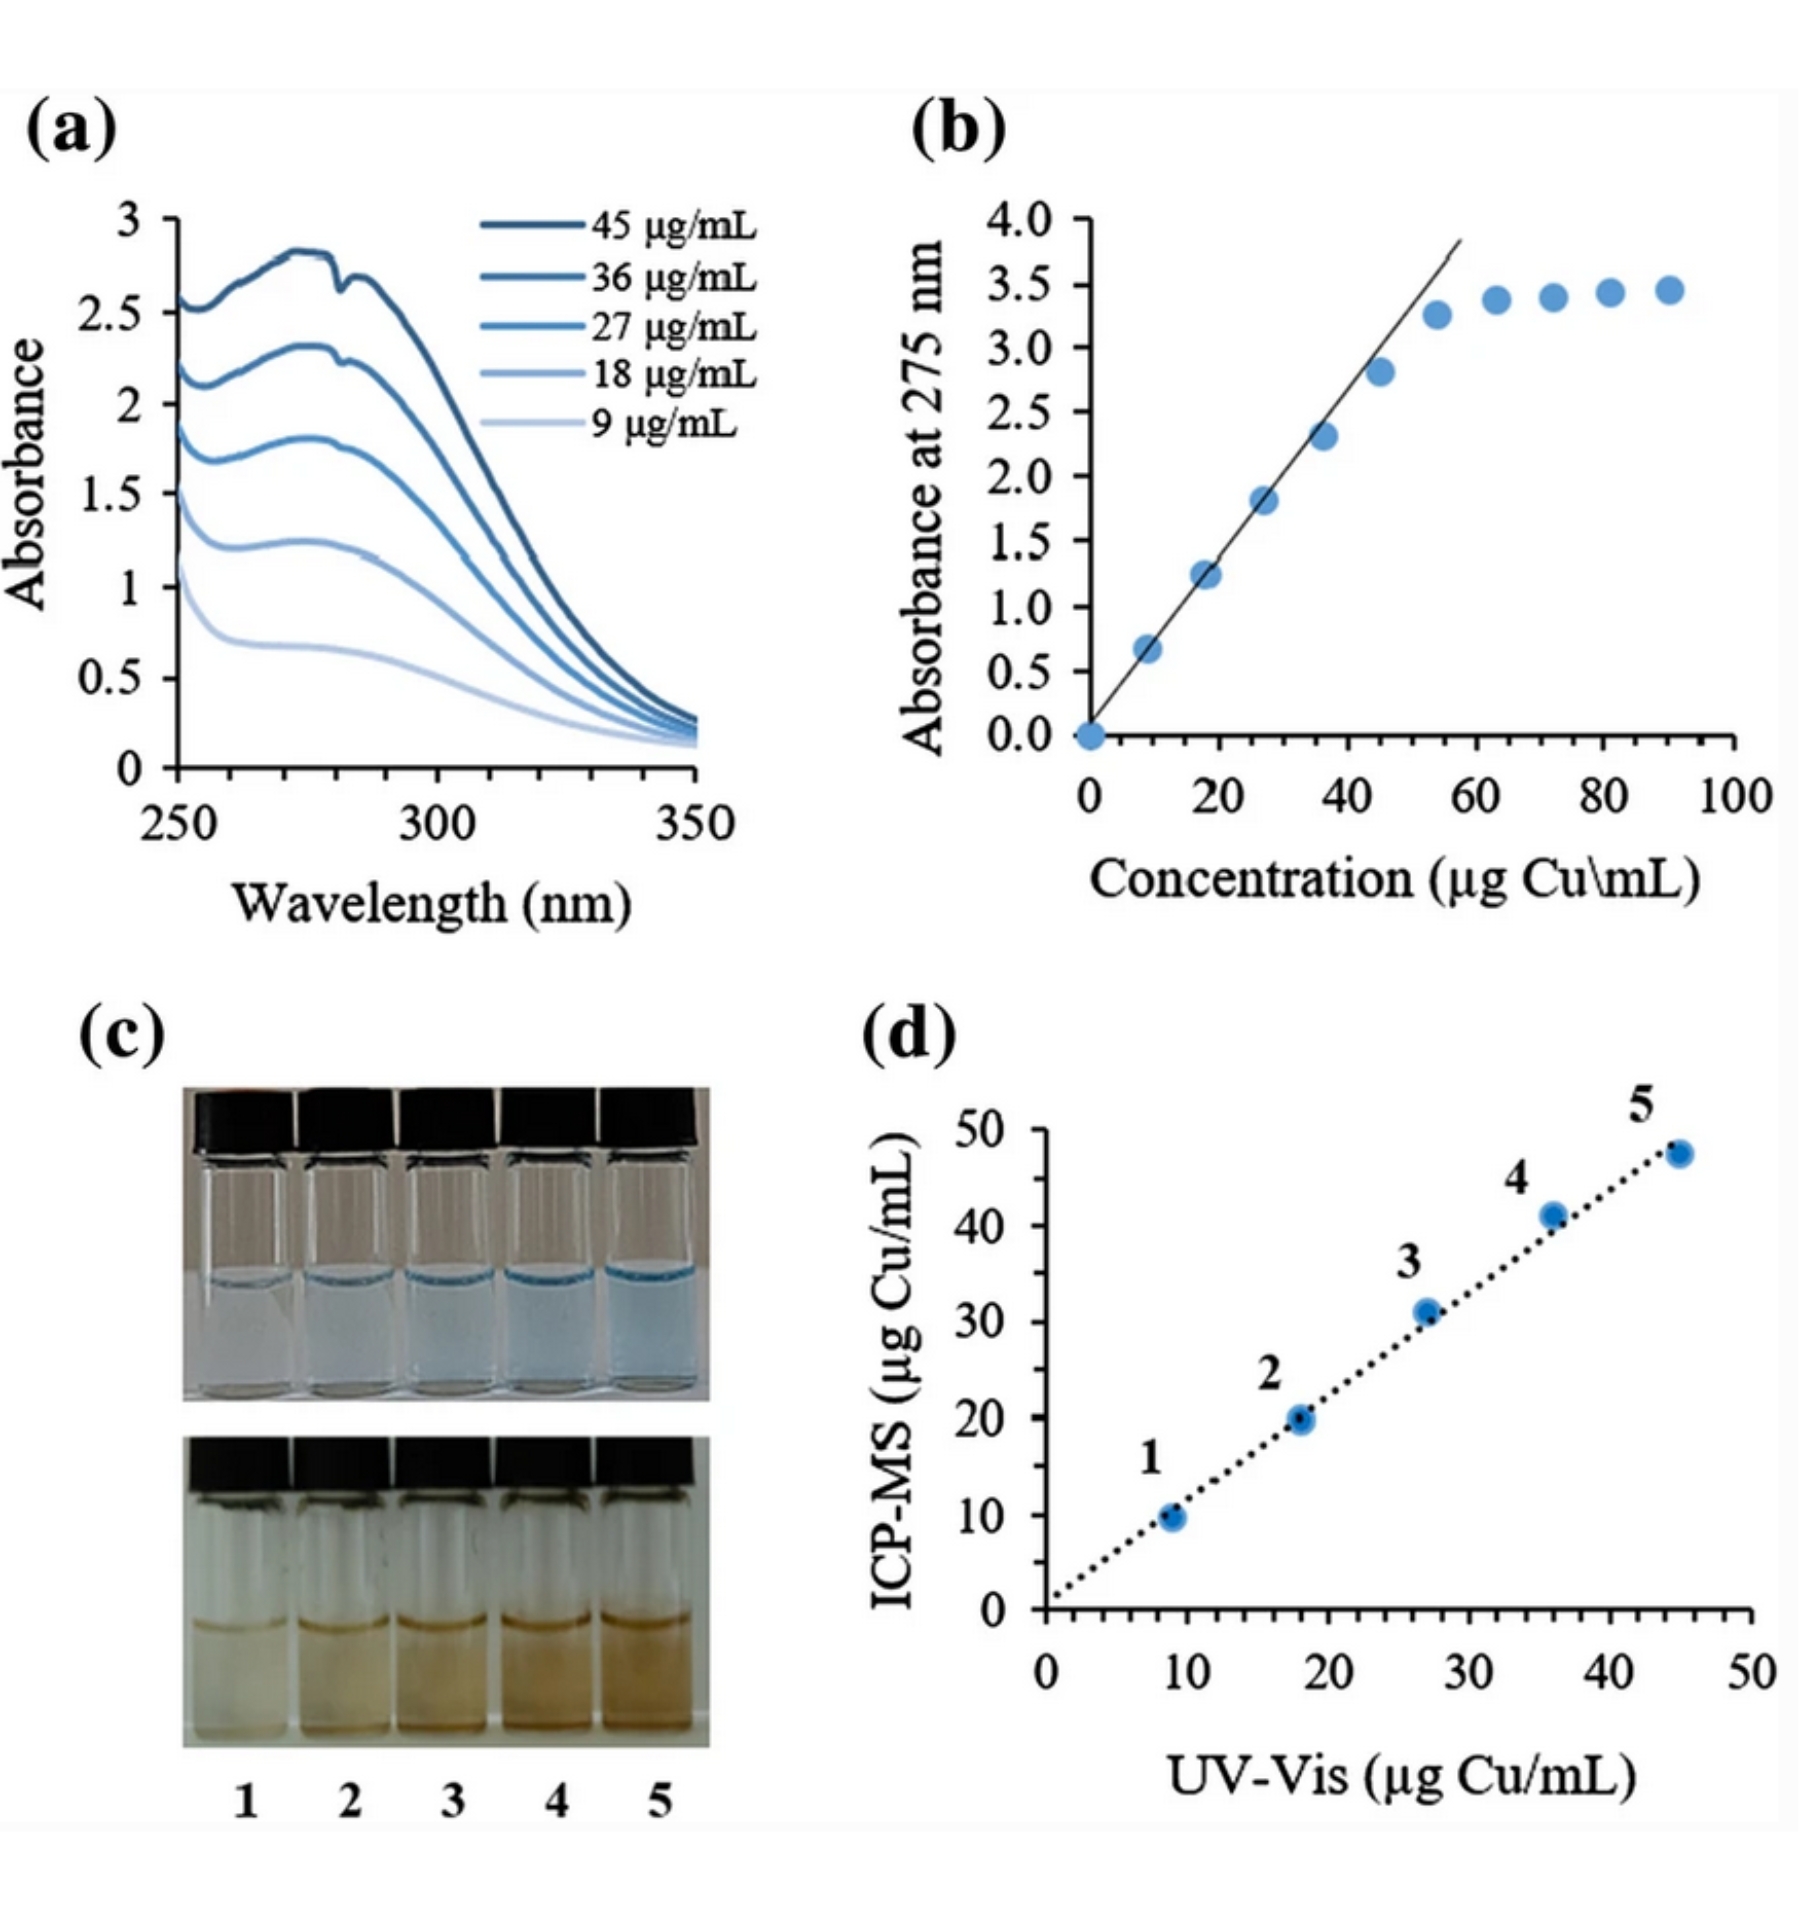 (a)
Absorbance
3
2.5
2
1.5
1
0.5
0
250 300 350
Wavelength (nm)
45 µg/mL
36 µg/mL
27 µg/mL
18 µg/mL
9 µg/mL
(b)
Absorbance at 275 nm
4.0
3.5
3.0
2.5
2.0
1.5
1.0
0.5
0.0
0 20 40 60 80 100
Concentration (µg Cu\mL)
(c)
1 2 3 4 5
(d)
ICP-MS (µg Cu/mL)
50
40
30
20
10
0
1
2
3
4
5
0 10 20 30 40 50
UV-Vis (µg Cu/mL)